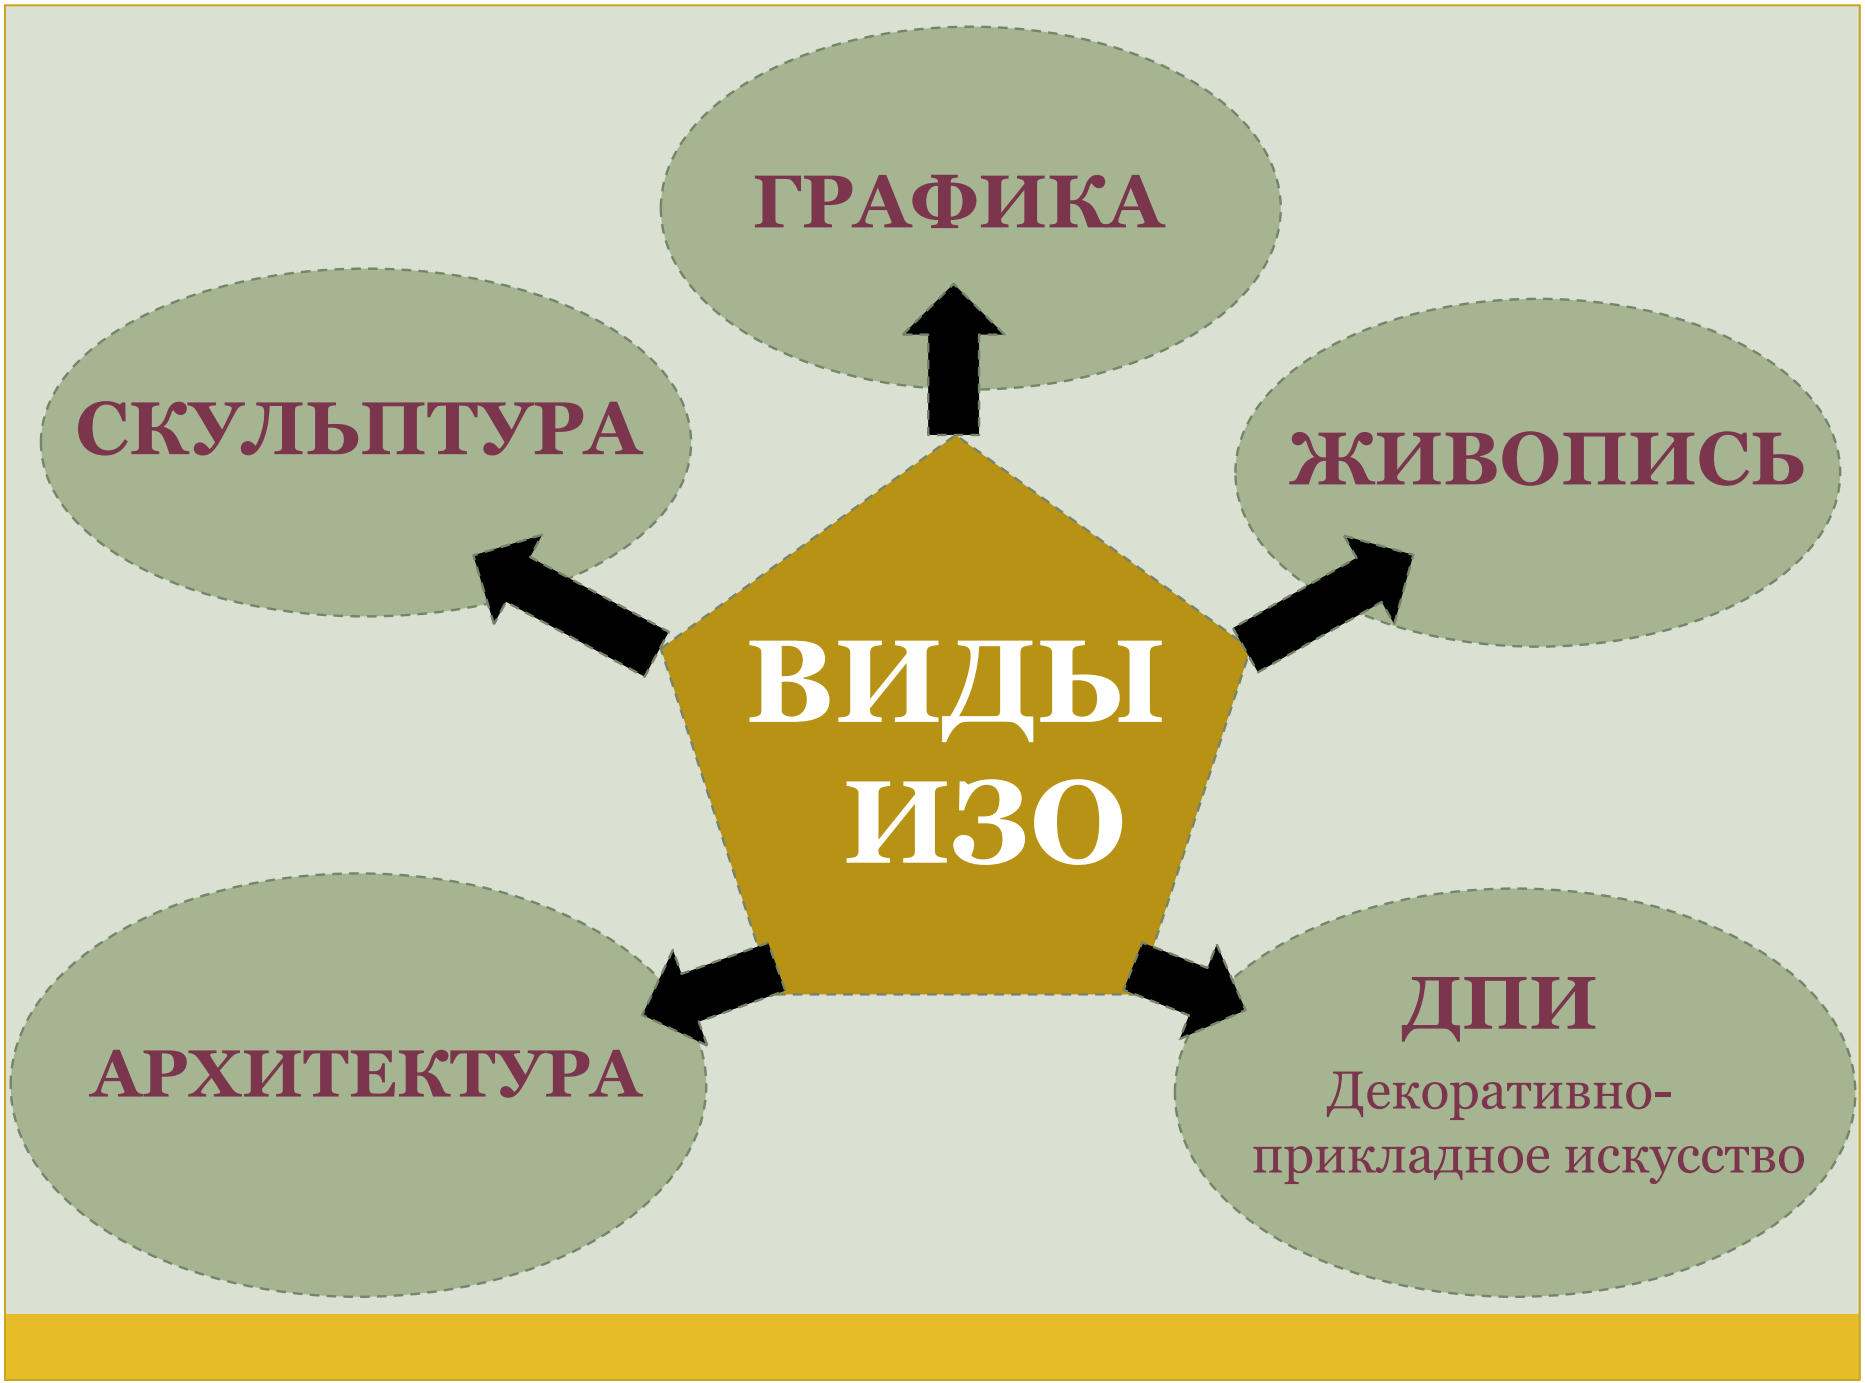 ГРАФИКА
СКУЛЬПТУРА
ЖИВОПИСЬ
ВИДЫ
ИЗО
АРХИТЕКТУРА
ДПИ
Декоративно-
прикладное искусство